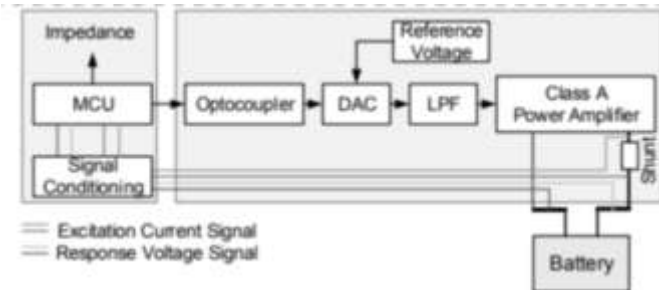 Impedance
Reference
Voltage
MCU
Optocoupler
DAC
LPF
Class A
Power Amplifier
Signal
Conditioning
Shunt
Excitation Current Signal
Response Voltage Signal
Battery